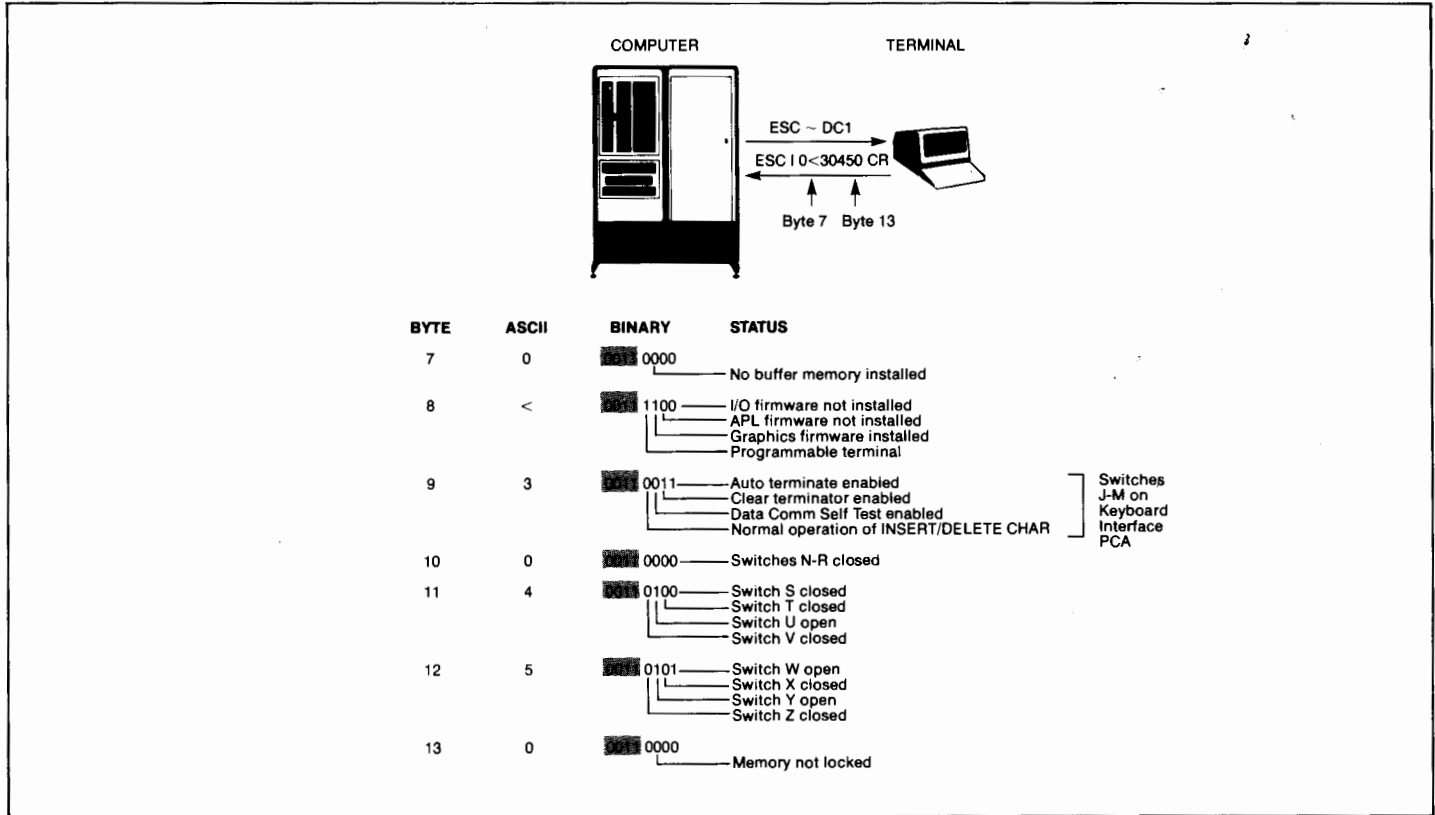 COMPUTER TERMINAL
ESC ~ DC1
ESC I 0<30450 CR
Byte 7 Byte 13
BYTE ASCII BINARY STATUS
7 0 0011 0000
No buffer memory installed
8 < 0011 1100 I/O firmware not installed
APL firmware not installed
Graphics firmware installed
Programmable terminal
9 3 0011 0011 Auto terminate enabled
Clear terminator enabled
Data Comm Self Test enabled
Normal operation of INSERT/DELETE CHAR
Switches
J-M on
Keyboard
Interface
PCA
10 0 0011 0000 Switches N-R closed
11 4 0011 0100 Switch S closed
Switch T closed
Switch U open
Switch V closed
12 5 0011 0101 Switch W open
Switch X closed
Switch Y open
Switch Z closed
13 0 0011 0000
Memory not locked